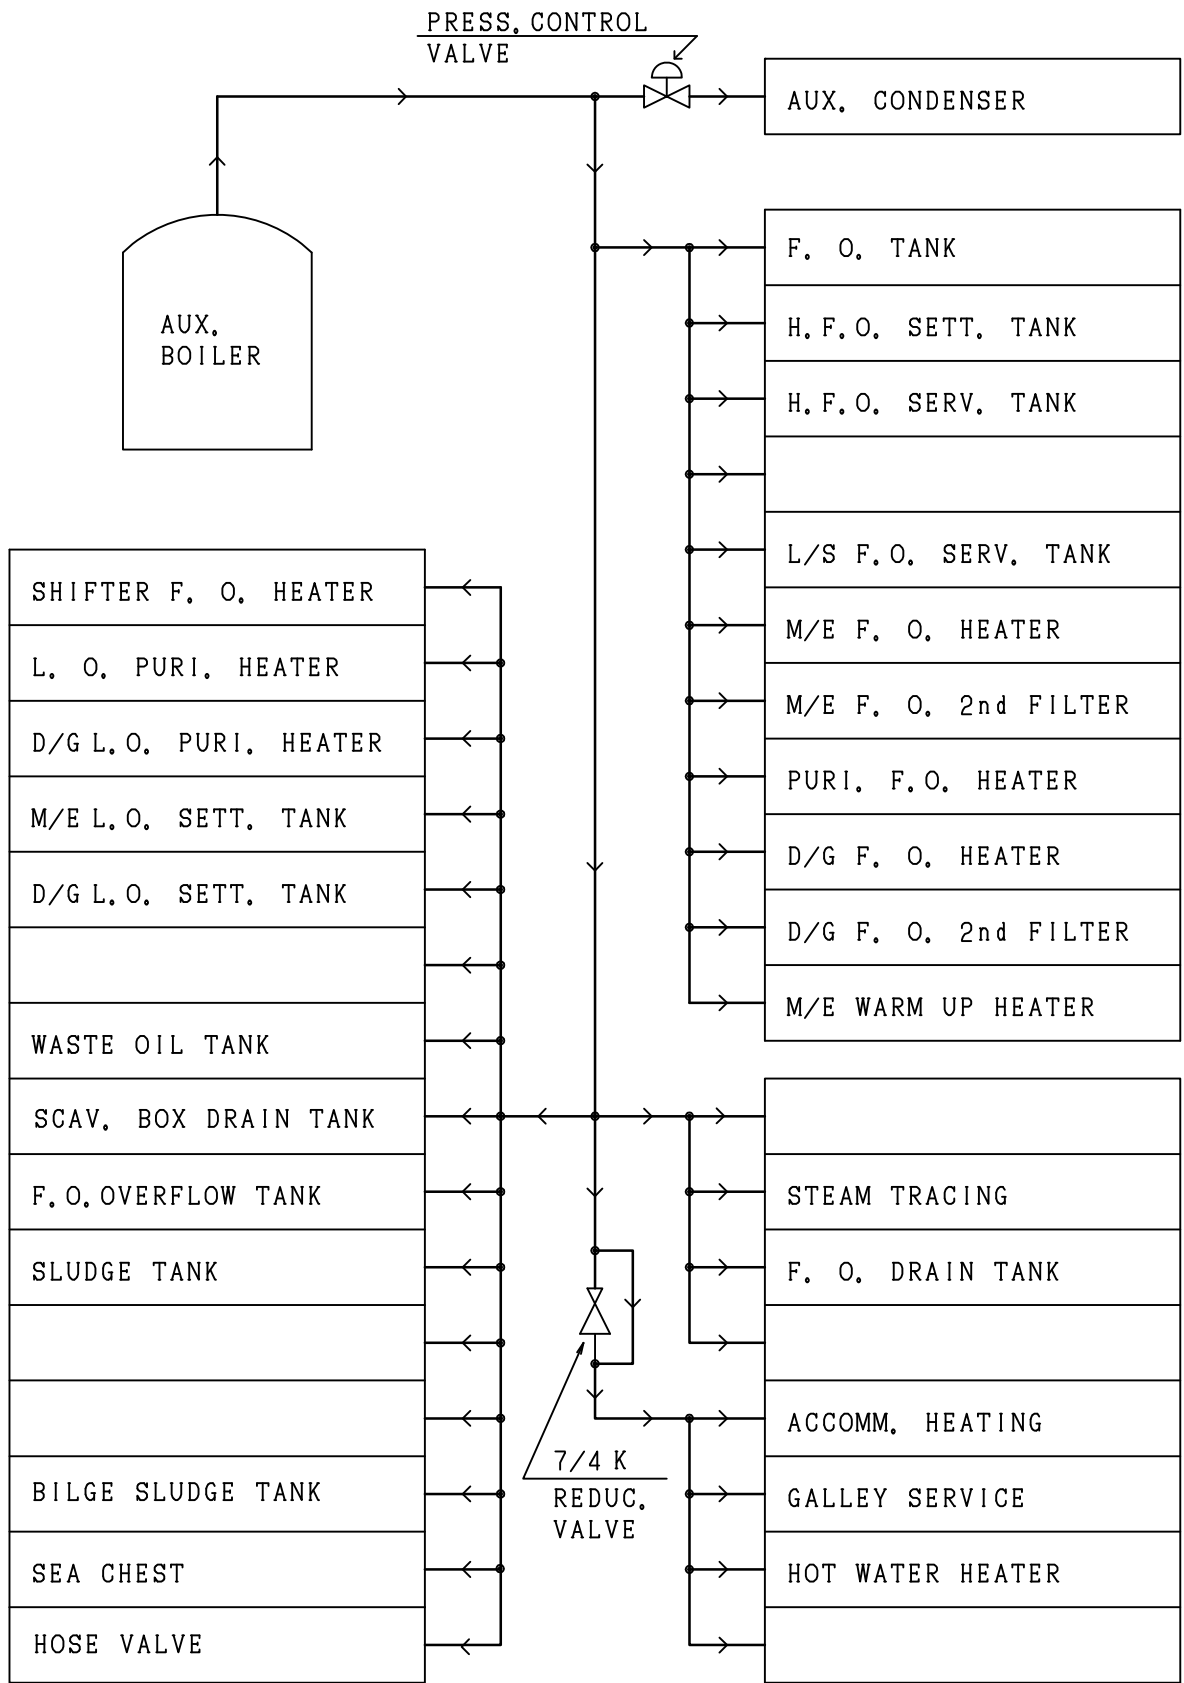 PRESS. CONTROL
VALVE
AUX. CONDENSER
AUX.
BOILER
F. O. TANK
H.F.O. SETT. TANK
H.F.O. SERV. TANK
L/S F.O. SERV. TANK
M/E F. O. HEATER
M/E F. O. 2nd FILTER
PURI. F.O. HEATER
D/G F. O. HEATER
D/G F. O. 2nd FILTER
M/E WARM UP HEATER
SHIFTER F. O. HEATER
L. O. PURI. HEATER
D/G L.O. PURI. HEATER
M/E L.O. SETT. TANK
D/G L.O. SETT. TANK
WASTE OIL TANK
SCAV. BOX DRAIN TANK
F.O.OVERFLOW TANK
SLUDGE TANK
BILGE SLUDGE TANK
SEA CHEST
HOSE VALVE
7/4 K
REDUC.
VALVE
STEAM TRACING
F. O. DRAIN TANK
ACCOMM. HEATING
GALLEY SERVICE
HOT WATER HEATER